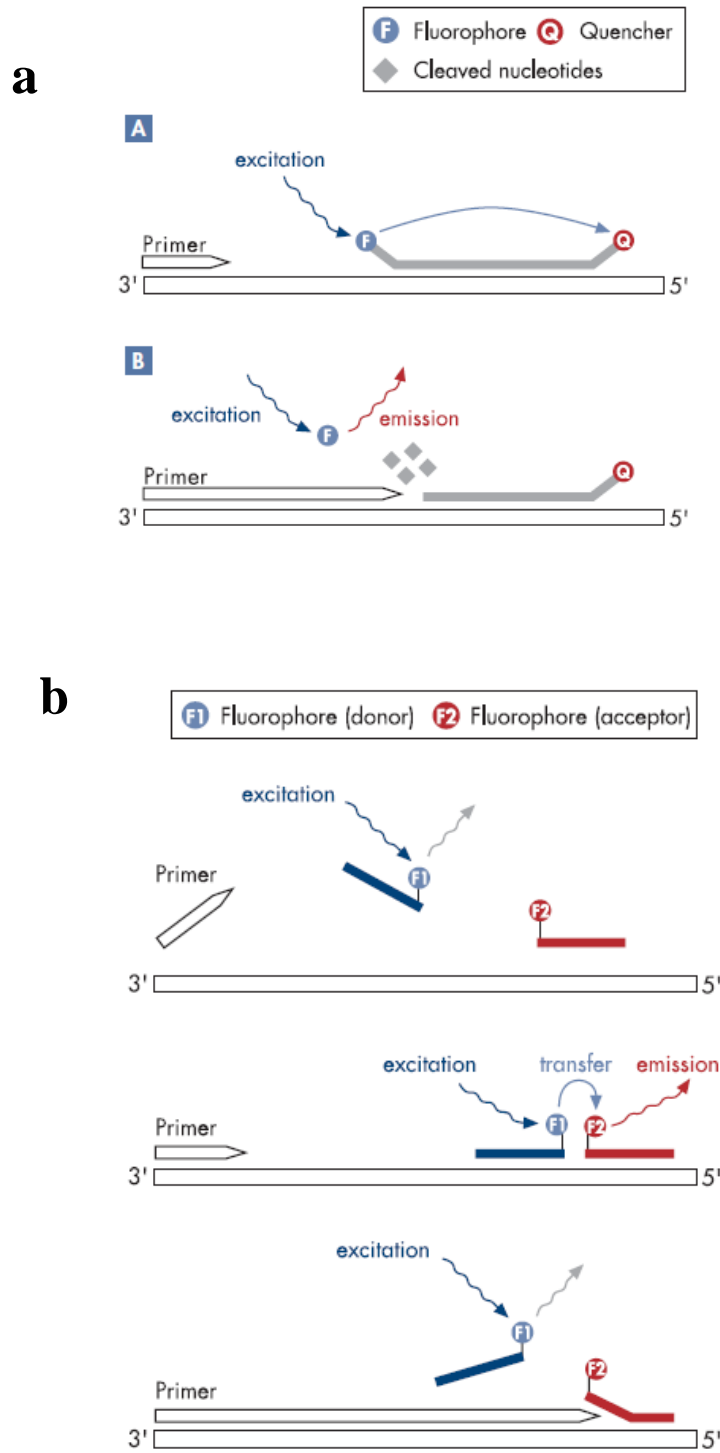 a
F Fluorophore Q Quencher
Cleaved nucleotides
A
excitation
F
Q
Primer
3' 5'
B
excitation
F
emission
Primer
Q
3' 5'
b
F1 Fluorophore (donor) F2 Fluorophore (acceptor)
excitation
Primer
F1
F2
3' 5'
excitation transfer emission
Primer
F1 F2
3' 5'
excitation
F1
F2
Primer
3' 5'